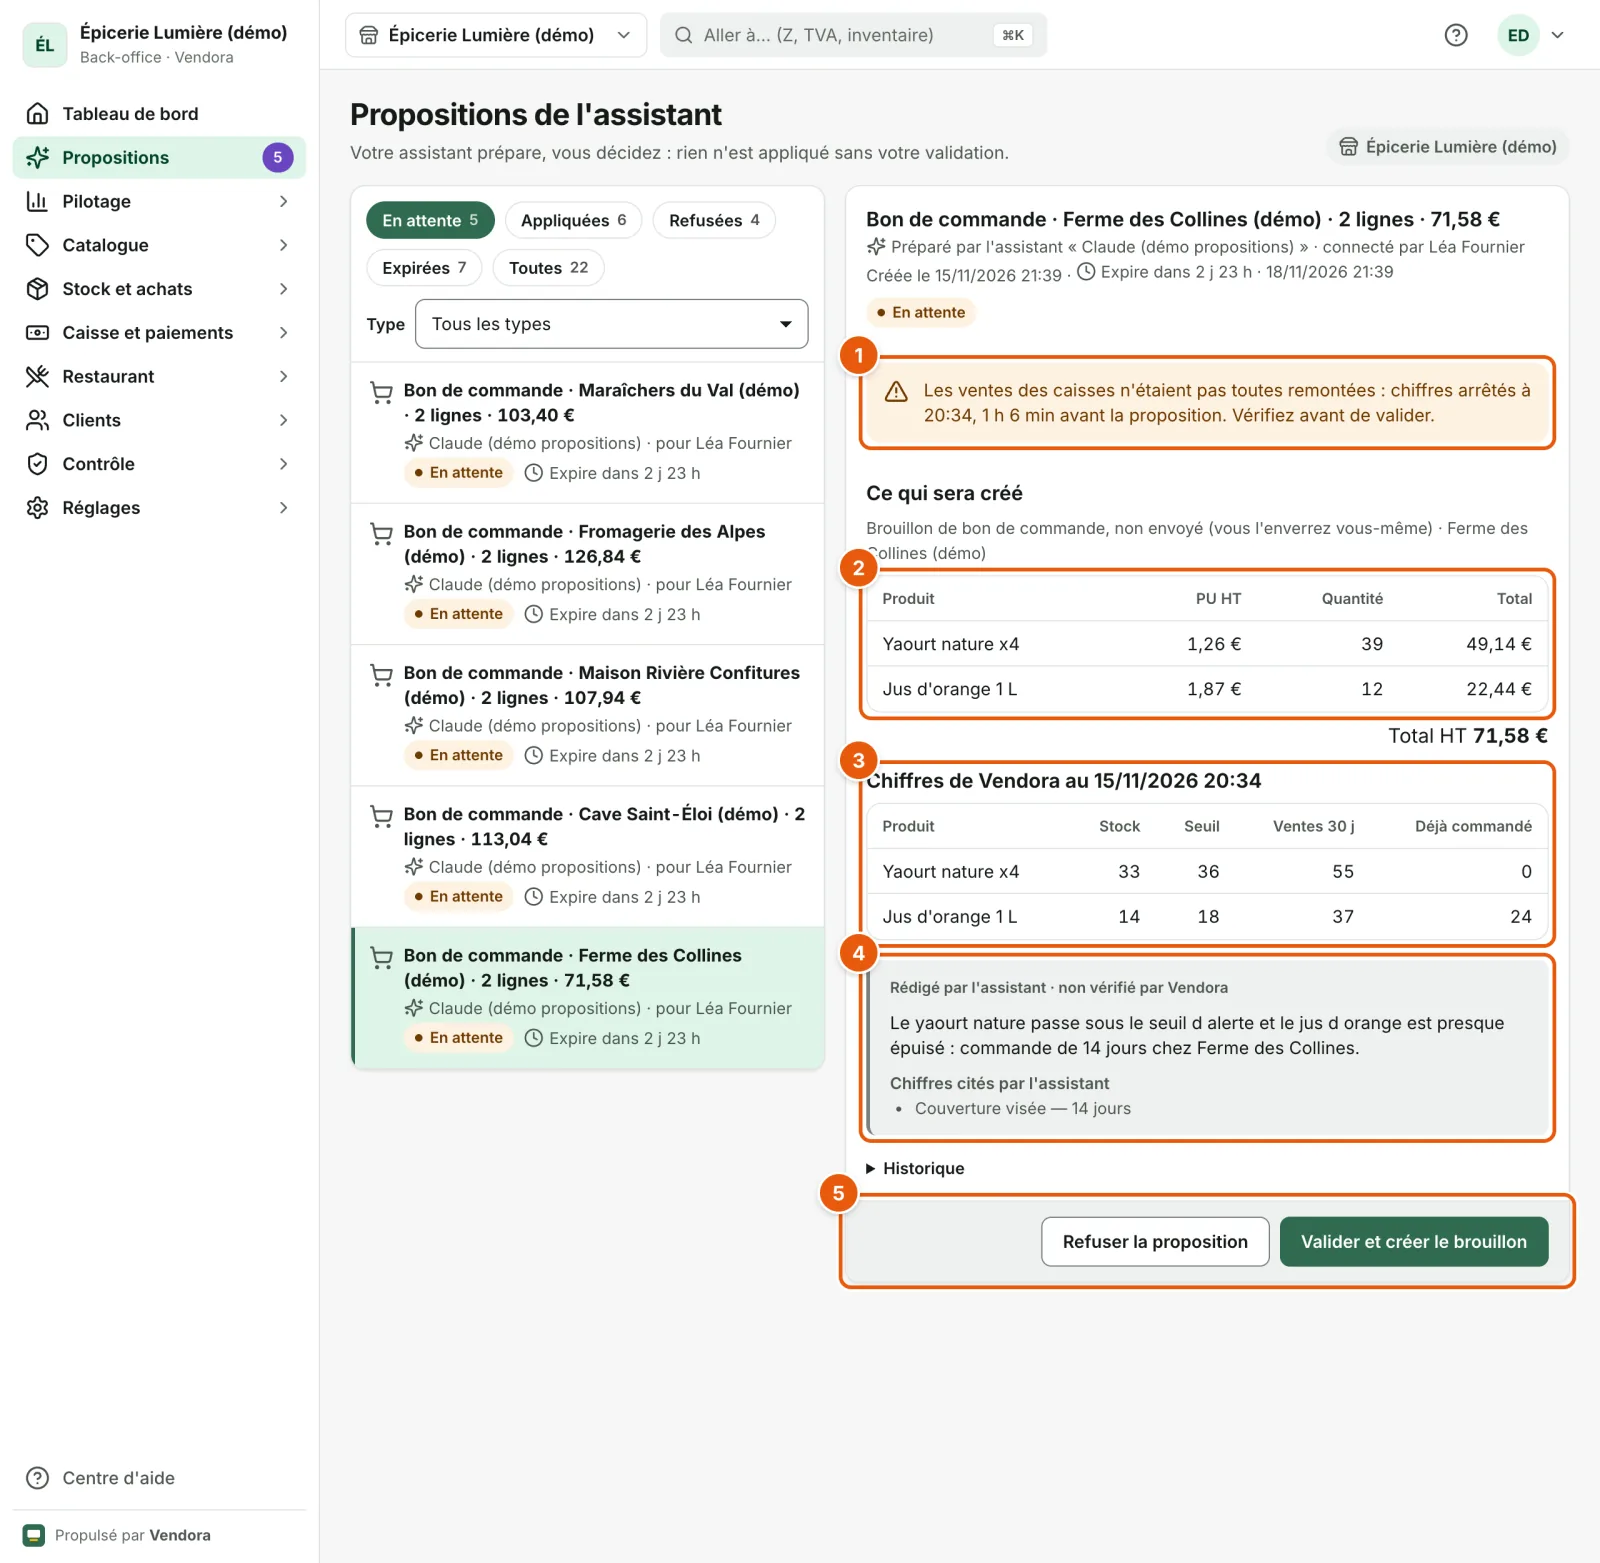 ÉL
Épicerie Lumière (démo)
Back-office · Vendora
Tableau de bord
Propositions 5
Pilotage
Catalogue
Stock et achats
Caisse et paiements
Restaurant
Clients
Contrôle
Réglages
Centre d'aide
Propulsé par Vendora
Épicerie Lumière (démo)
Aller à... (Z, TVA, inventaire) ⌘K
ED
Propositions de l'assistant
Votre assistant prépare, vous décidez : rien n'est appliqué sans votre validation.
Épicerie Lumière (démo)
En attente 5 Appliquées 6 Refusées 4
Expirées 7 Toutes 22
Type Tous les types
Bon de commande · Maraîchers du Val (démo)
· 2 lignes · 103,40 €
Claude (démo propositions) · pour Léa Fournier
En attente Expire dans 2 j 23 h
Bon de commande · Fromagerie des Alpes
(démo) · 2 lignes · 126,84 €
Claude (démo propositions) · pour Léa Fournier
En attente Expire dans 2 j 23 h
Bon de commande · Maison Rivière Confitures
(démo) · 2 lignes · 107,94 €
Claude (démo propositions) · pour Léa Fournier
En attente Expire dans 2 j 23 h
Bon de commande · Cave Saint-Éloi (démo) · 2
lignes · 113,04 €
Claude (démo propositions) · pour Léa Fournier
En attente Expire dans 2 j 23 h
Bon de commande · Ferme des Collines
(démo) · 2 lignes · 71,58 €
Claude (démo propositions) · pour Léa Fournier
En attente Expire dans 2 j 23 h
Bon de commande · Ferme des Collines (démo) · 2 lignes · 71,58 €
Préparé par l'assistant « Claude (démo propositions) » · connecté par Léa Fournier
Créée le 15/11/2026 21:39 · Expire dans 2 j 23 h · 18/11/2026 21:39
En attente
1
Les ventes des caisses n'étaient pas toutes remontées : chiffres arrêtés à
20:34, 1 h 6 min avant la proposition. Vérifiez avant de valider.
Ce qui sera créé
Brouillon de bon de commande, non envoyé (vous l'enverrez vous-même) · Ferme des
Collines (démo)
2
Produit PU HT Quantité Total
Yaourt nature x4 1,26 € 39 49,14 €
Jus d'orange 1 L 1,87 € 12 22,44 €
Total HT 71,58 €
3
Chiffres de Vendora au 15/11/2026 20:34
Produit Stock Seuil Ventes 30 j Déjà commandé
Yaourt nature x4 33 36 55 0
Jus d'orange 1 L 14 18 37 24
4
Rédigé par l'assistant · non vérifié par Vendora
Le yaourt nature passe sous le seuil d alerte et le jus d orange est presque
épuisé : commande de 14 jours chez Ferme des Collines.
Chiffres cités par l'assistant
• Couverture visée — 14 jours
Historique
5
Refuser la proposition Valider et créer le brouillon